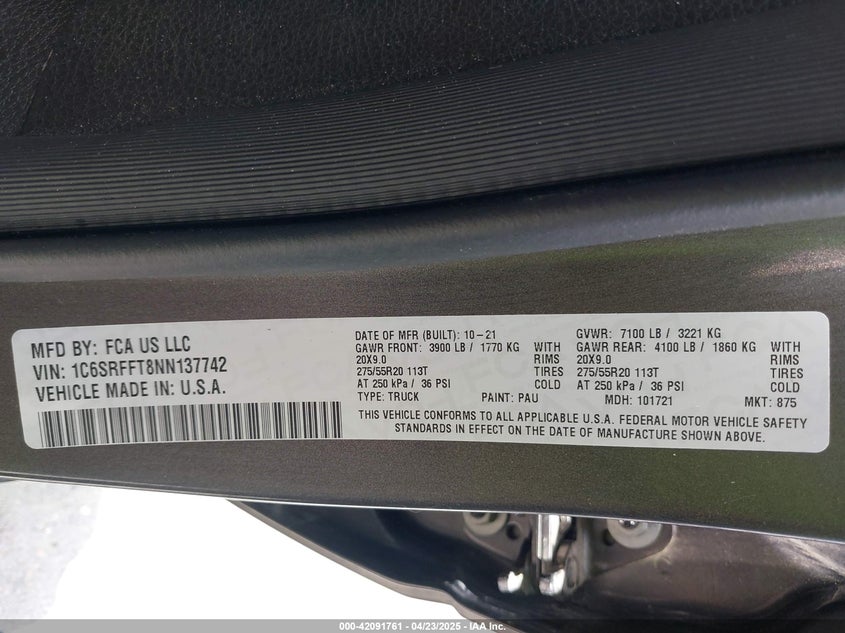 MFD BY: FCA US LLC
VIN: 1C6SRFFT8NN137742
VEHICLE MADE IN: U.S.A.
DATE OF MFR (BUILT): 10-21
GVWR: 7100 LB / 3221 KG
GAWR FRONT: 3900 LB / 1770 KG WITH
20X9.0 RIMS
275/55R20 113T TIRES
AT 250 kPa / 36 PSI COLD
GAWR REAR: 4100 LB / 1860 KG WITH
20X9.0 RIMS
275/55R20 113T TIRES
AT 250 kPa / 36 PSI COLD
TYPE: TRUCK PAINT: PAU MDH: 101721 MKT: 875
THIS VEHICLE CONFORMS TO ALL APPLICABLE U.S.A. FEDERAL MOTOR VEHICLE SAFETY
STANDARDS IN EFFECT ON THE DATE OF MANUFACTURE SHOWN ABOVE.
000-42091761 - 04/23/2025 - IAA Inc.